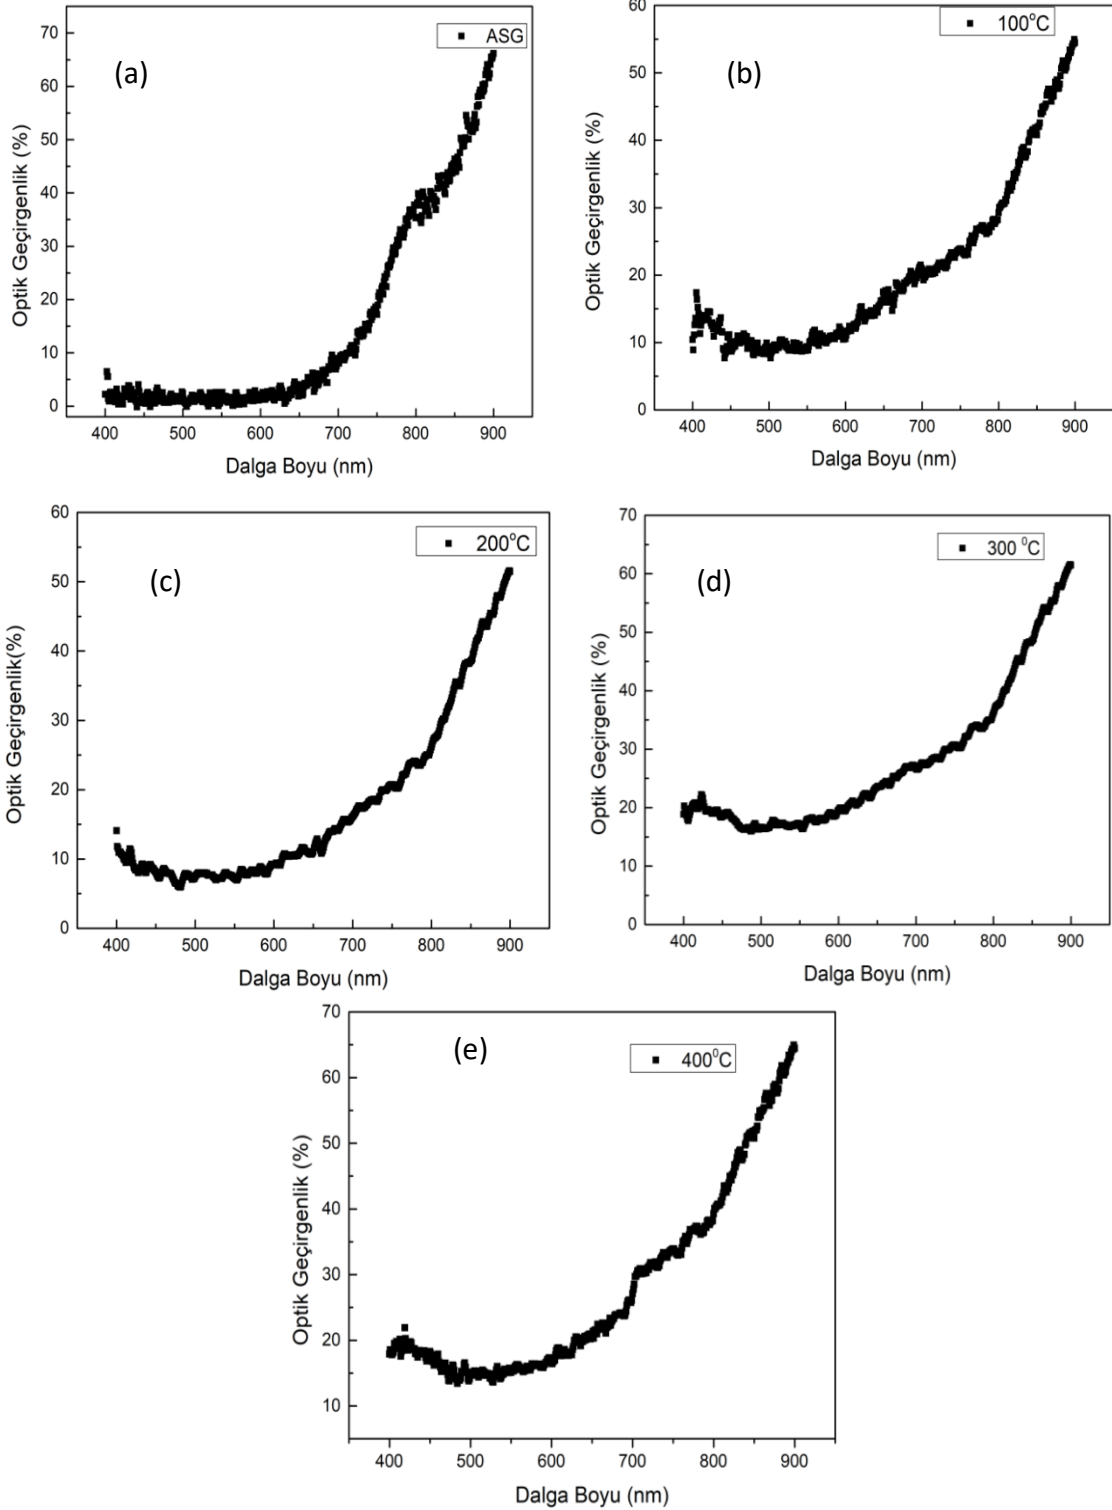 ASG
(a)
70
60
50
40
30
20
10
0
Optik Geçirgenlik (%)
400 500 600 700 800 900
Dalga Boyu (nm)
100°C
(b)
60
50
40
30
20
10
0
Optik Geçirgenlik (%)
400 500 600 700 800 900
Dalga Boyu (nm)
200°C
(c)
60
50
40
30
20
10
0
Optik Geçirgenlik(%)
400 500 600 700 800 900
Dalga Boyu (nm)
300 ⁰C
(d)
70
60
50
40
30
20
10
0
Optik Geçirgenlik (%)
400 500 600 700 800 900
Dalga Boyu (nm)
400⁰C
(e)
70
60
50
40
30
20
10
Optik Geçirgenlik (%)
400 500 600 700 800 900
Dalga Boyu (nm)